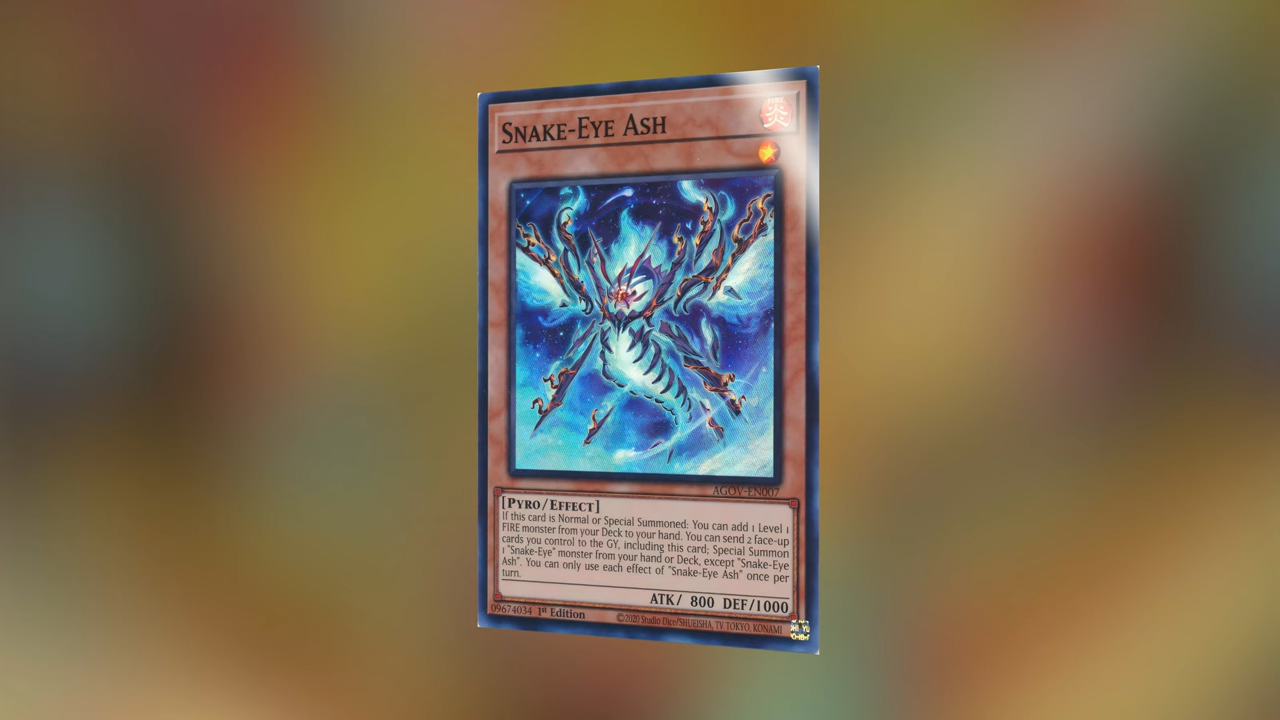 Snake-Eye Ash
FIRE
炎
AGOV-EN007
[Pyro/Effect]
If this card is Normal or Special Summoned: You can add 1 Level 1
FIRE monster from your Deck to your hand. You can send 2 face-up
cards you control to the GY, including this card; Special Summon
1 "Snake-Eye" monster from your hand or Deck, except "Snake-Eye
Ash". You can only use each effect of "Snake-Eye Ash" once per
turn.
ATK/ 800 DEF/1000
09674034 1st Edition ©2020 Studio Dice/SHUEISHA, TV TOKYO, KONAMI